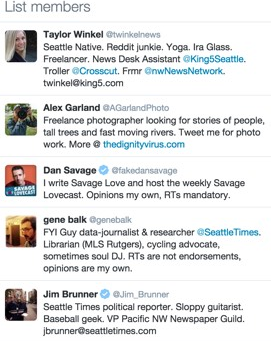 List members
Taylor Winkel @twinkelnews
Seattle Native. Reddit junkie. Yoga. Ira Glass.
Freelancer. News Desk Assistant @King5Seattle.
Troller @Crosscut. Frmr @nwNewsNetwork.
twinkel@king5.com
Alex Garland @AGarlandPhoto
Freelance photographer looking for stories of people,
tall trees and fast moving rivers. Tweet me for photo
work. More @ thedignityvirus.com
Dan Savage @fakedansavage
I write Savage Love and host the weekly Savage
Lovecast. Opinions my own, RTs mandatory.
SAVAGE
LOVECAST
gene balk @genebalk
FYI Guy data-journalist & researcher @SeattleTimes.
Librarian (MLS Rutgers), cycling advocate,
sometimes soul DJ. RTs are not endorsements,
opinions are my own.
Jim Brunner @Jim_Brunner
Seattle Times political reporter. Sloppy guitarist.
Baseball geek. VP Pacific NW Newspaper Guild.
jbrunner@seattletimes.com